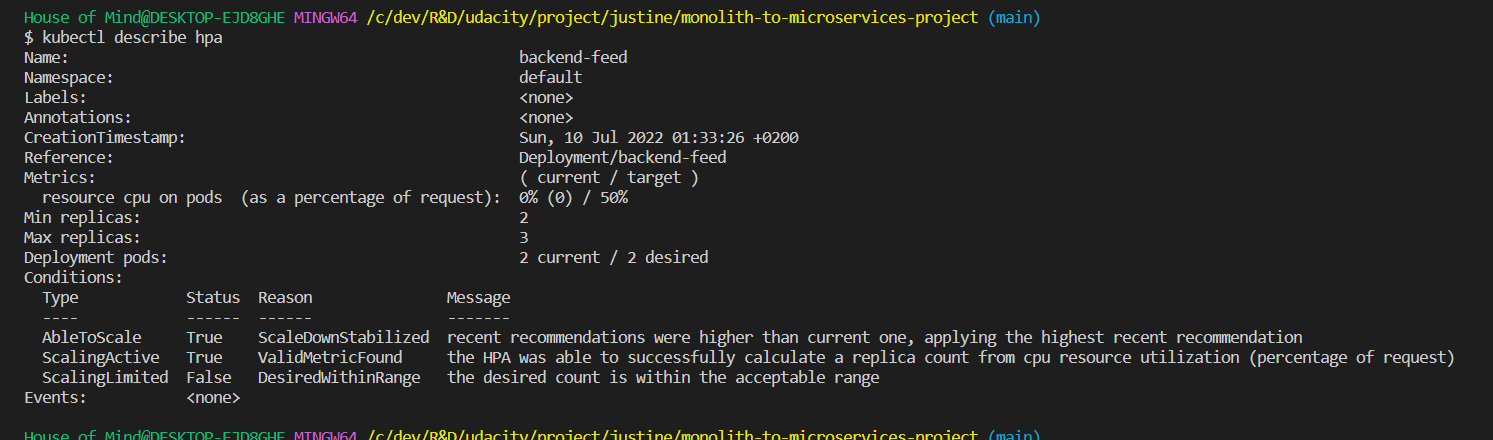 House of Mind@DESKTOP-EJD8GHE MINGW64 /c/dev/R&D/udacity/project/justine/monolith-to-microservices-project (main)
$ kubectl describe hpa
Name: backend-feed
Namespace: default
Labels: <none>
Annotations: <none>
CreationTimestamp: Sun, 10 Jul 2022 01:33:26 +0200
Reference: Deployment/backend-feed
Metrics: ( current / target )
resource cpu on pods (as a percentage of request): 0% (0) / 50%
Min replicas: 2
Max replicas: 3
Deployment pods: 2 current / 2 desired
Conditions:
Type Status Reason Message
---- ------ ------ -------
AbleToScale True ScaleDownStabilized recent recommendations were higher than current one, applying the highest recent recommendation
ScalingActive True ValidMetricFound the HPA was able to successfully calculate a replica count from cpu resource utilization (percentage of request)
ScalingLimited False DesiredWithinRange the desired count is within the acceptable range
Events: <none>
House of Mind@DESKTOP-EJD8GHE MINGW64 /c/dev/R&D/udacity/project/justine/monolith-to-microservices-project (main)